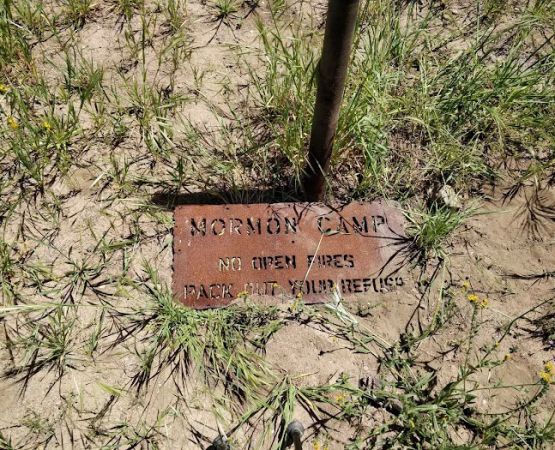 MORMON CAMP
NO OPEN FIRES
PACK OUT YOUR REFUSE